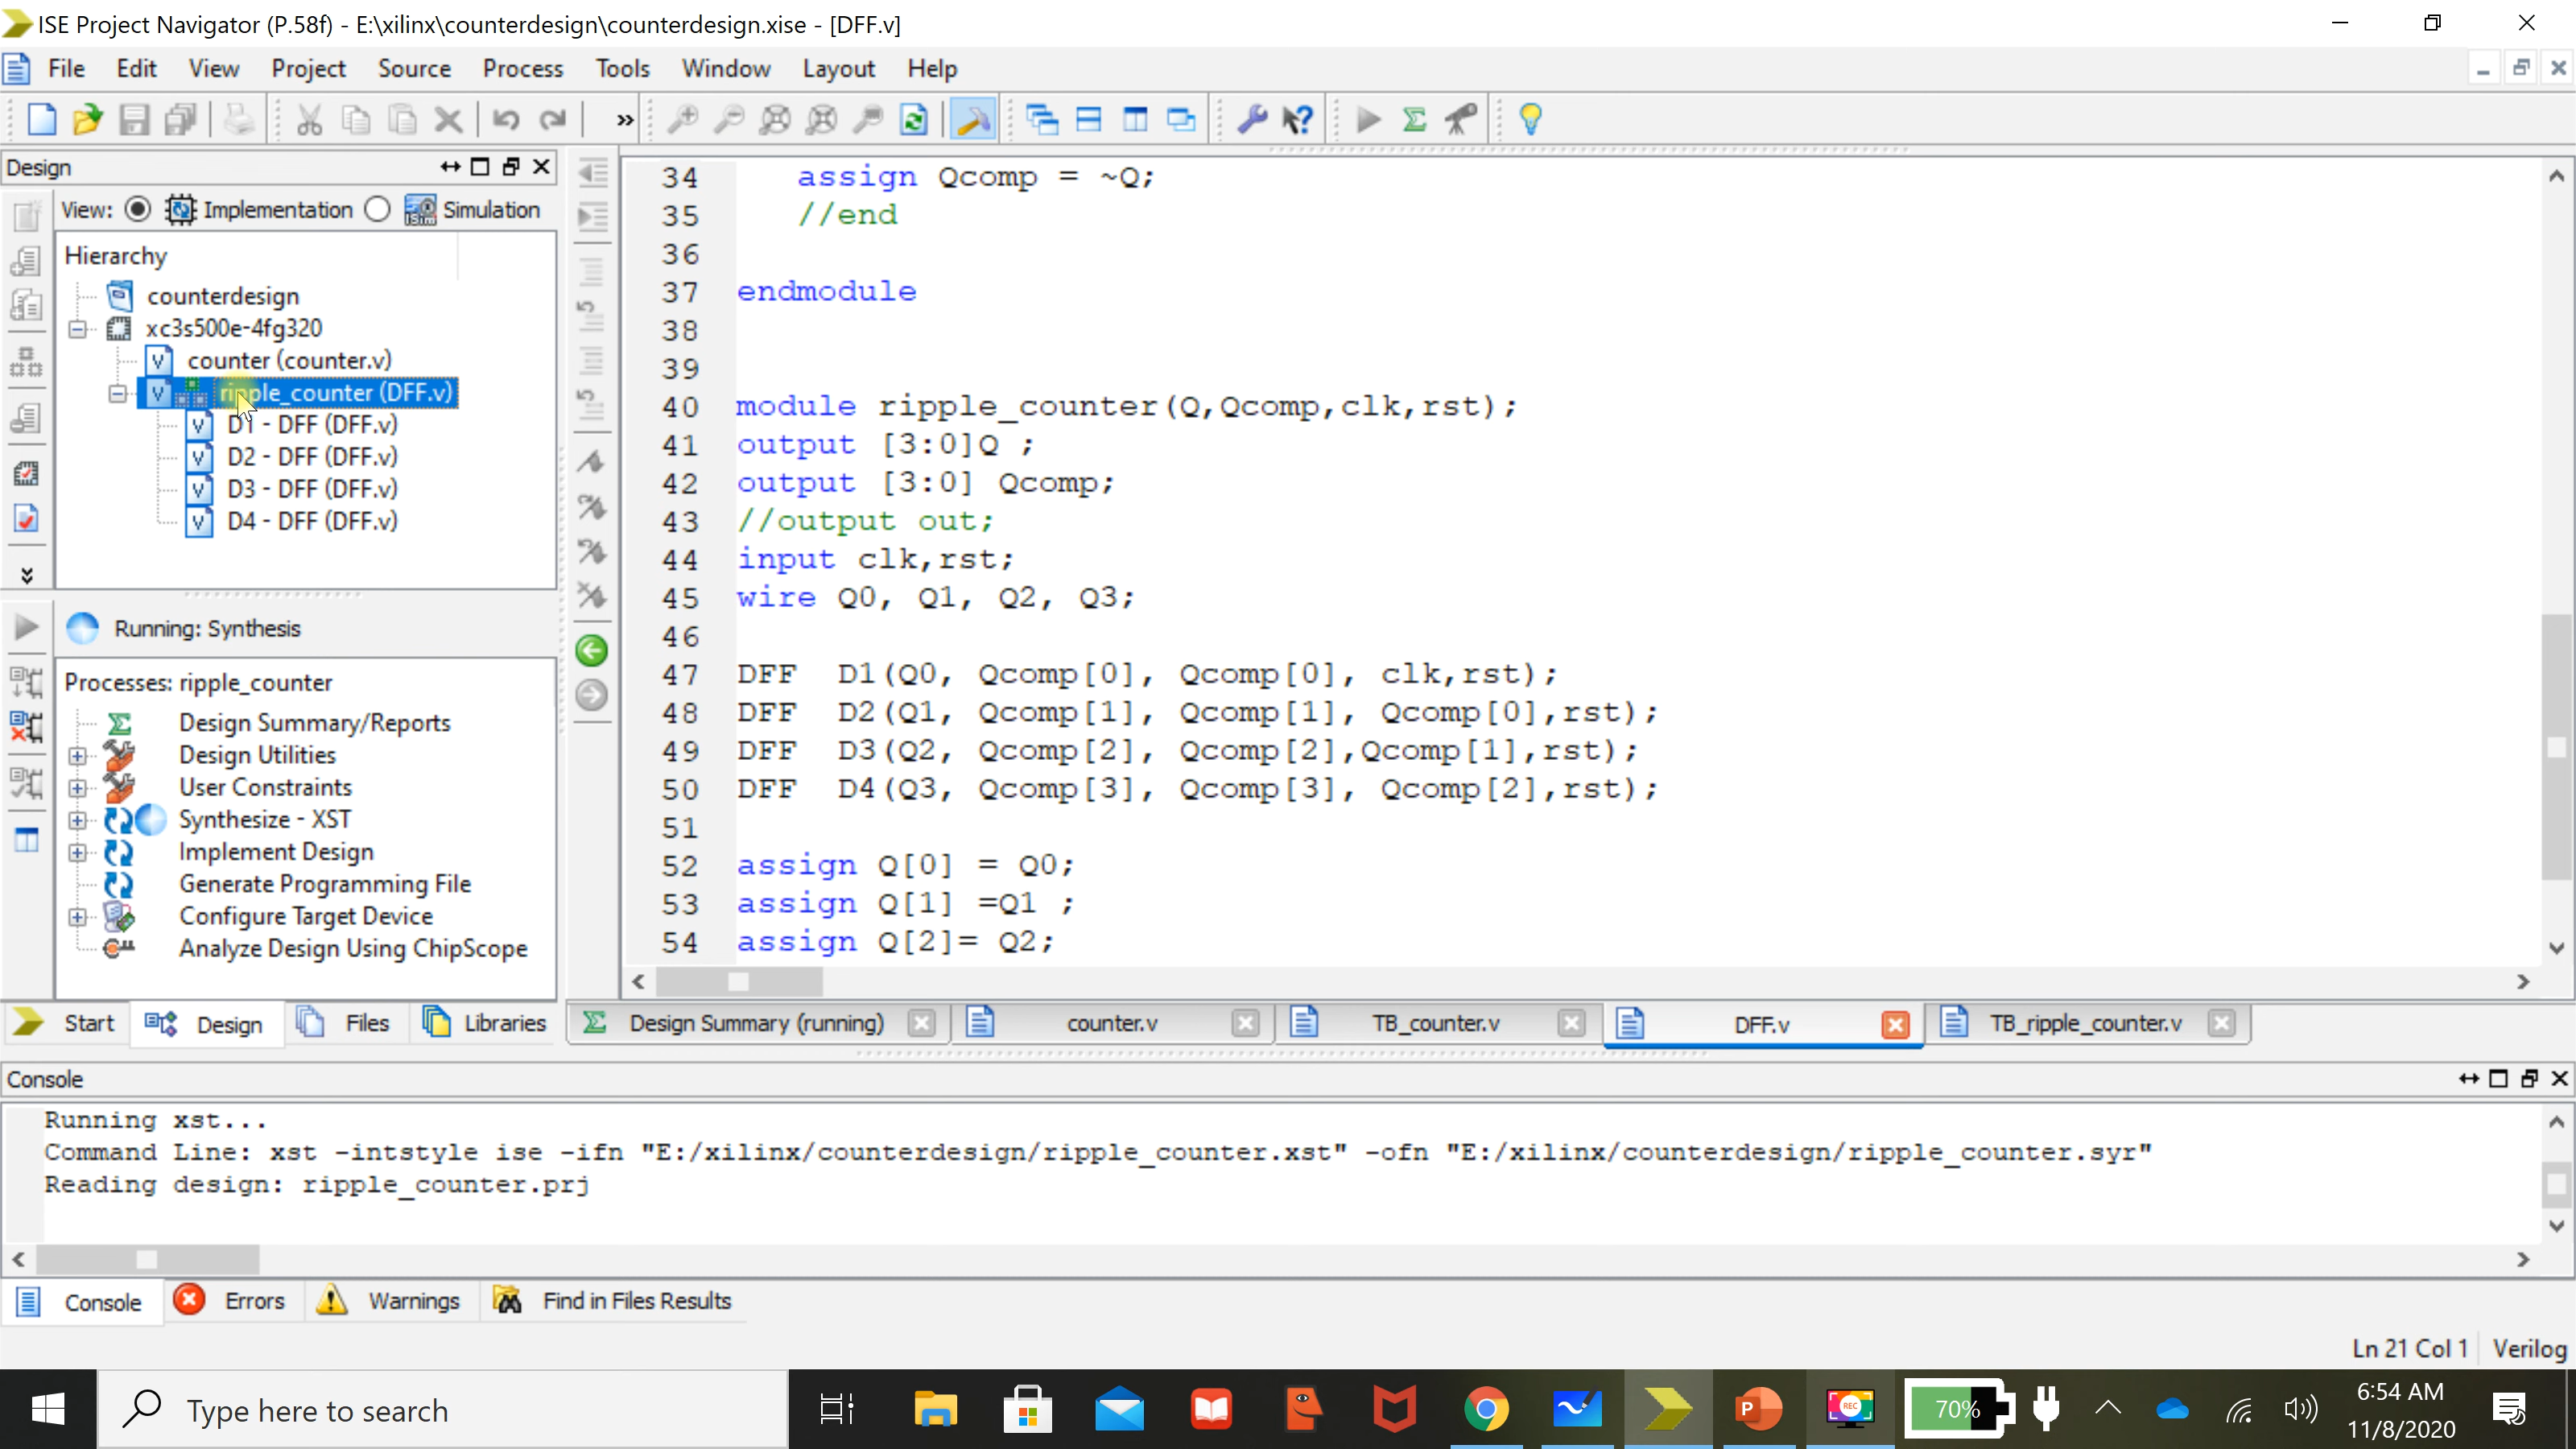 ISE Project Navigator (P.58f) - E:\xilinx\counterdesign\counterdesign.xise - [DFF.v]
File Edit View Project Source Process Tools Window Layout Help
Design
View: Implementation Simulation
Hierarchy
counterdesign
xc3s500e-4fg320
counter (counter.v)
ripple_counter (DFF.v)
D1 - DFF (DFF.v)
D2 - DFF (DFF.v)
D3 - DFF (DFF.v)
D4 - DFF (DFF.v)
Running: Synthesis
Processes: ripple_counter
Design Summary/Reports
Design Utilities
User Constraints
Synthesize - XST
Implement Design
Generate Programming File
Configure Target Device
Analyze Design Using ChipScope
Start Design Files Libraries
34 assign Qcomp = ~Q;
35 //end
36
37 endmodule
38
39
40 module ripple_counter(Q,Qcomp,clk,rst);
41 output [3:0]Q ;
42 output [3:0] Qcomp;
43 //output out;
44 input clk,rst;
45 wire Q0, Q1, Q2, Q3;
46
47 DFF D1(Q0, Qcomp[0], Qcomp[0], clk,rst);
48 DFF D2(Q1, Qcomp[1], Qcomp[1], Qcomp[0],rst);
49 DFF D3(Q2, Qcomp[2], Qcomp[2],Qcomp[1],rst);
50 DFF D4(Q3, Qcomp[3], Qcomp[3], Qcomp[2],rst);
51
52 assign Q[0] = Q0;
53 assign Q[1] =Q1 ;
54 assign Q[2]= Q2;
Design Summary (running) counter.v TB_counter.v DFF.v TB_ripple_counter.v
Console
Running xst...
Command Line: xst -intstyle ise -ifn "E:/xilinx/counterdesign/ripple_counter.xst" -ofn "E:/xilinx/counterdesign/ripple_counter.syr"
Reading design: ripple_counter.prj
Console Errors Warnings Find in Files Results
Ln 21 Col 1 Verilog
Type here to search
REC
70%
6:54 AM
11/8/2020